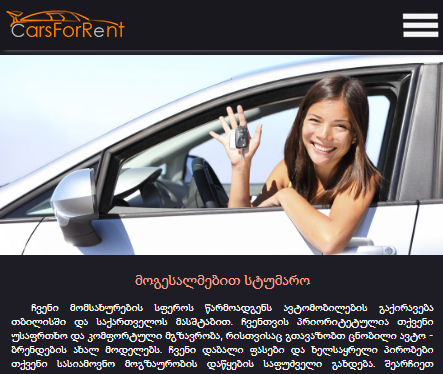 CarsForRent
მოგესალმებით სტუმარო
ჩვენი მომსახურების სფეროს წარმოადგენს ავტომობილების გაქირავება
თბილისში და საქართველოს მასშტაბით. ჩვენთვის პრიორიტეტულია თქვენი
უსაფრთხო და კომფორტული მგზავრობა, რისთვისაც გთავაზობთ ცნობილი ავტო -
ბრენდების ახალ მოდელებს. ჩვენი დაბალი ფასები და ხელსაყრელი პირობები
თქვენი სასიამოვნო მოგზაურობის დაწყების საფუძველი გახდება. შეარჩიეთ